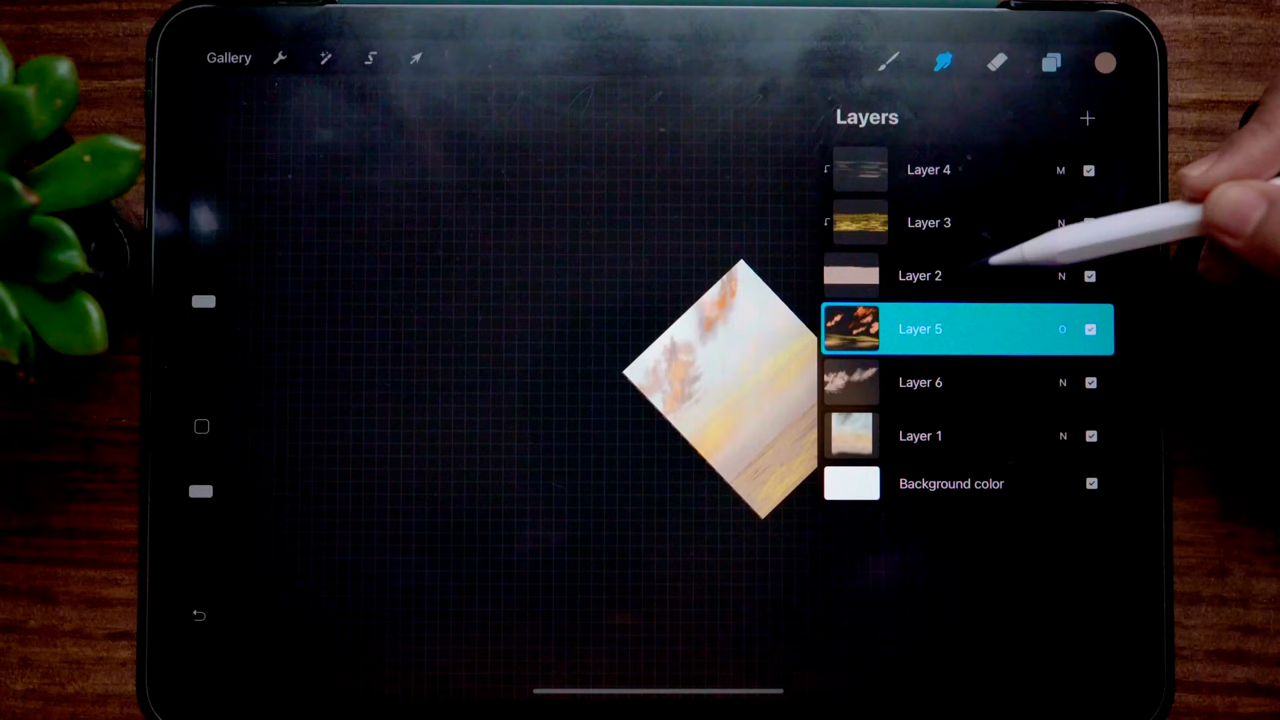 Gallery
Layers
Layer 4 M
Layer 3 N
Layer 2 N
Layer 5 O
Layer 6 N
Layer 1 N
Background color